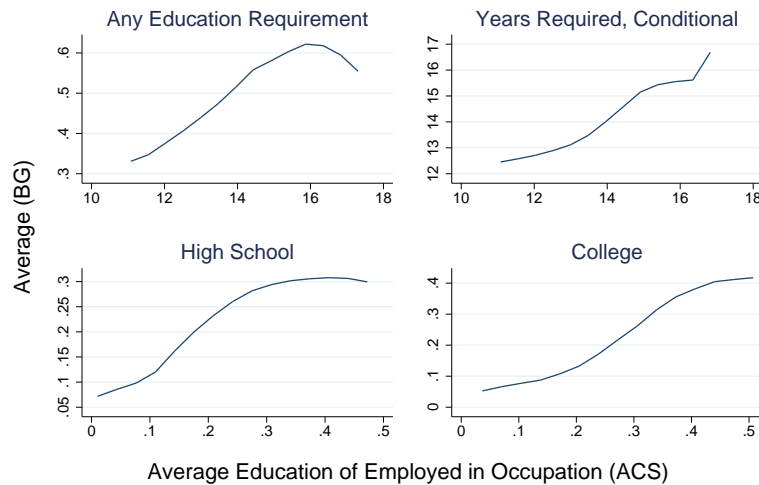 Any Education Requirement
Years Required, Conditional
.6
.5
.4
.3
10 12 14 16 18
17
16
15
14
13
12
10 12 14 16 18
Average (BG)
High School
College
.3
.25
.2
.15
.1
.05
0 .1 .2 .3 .4 .5
.4
.3
.2
.1
0
0 .1 .2 .3 .4 .5
Average Education of Employed in Occupation (ACS)